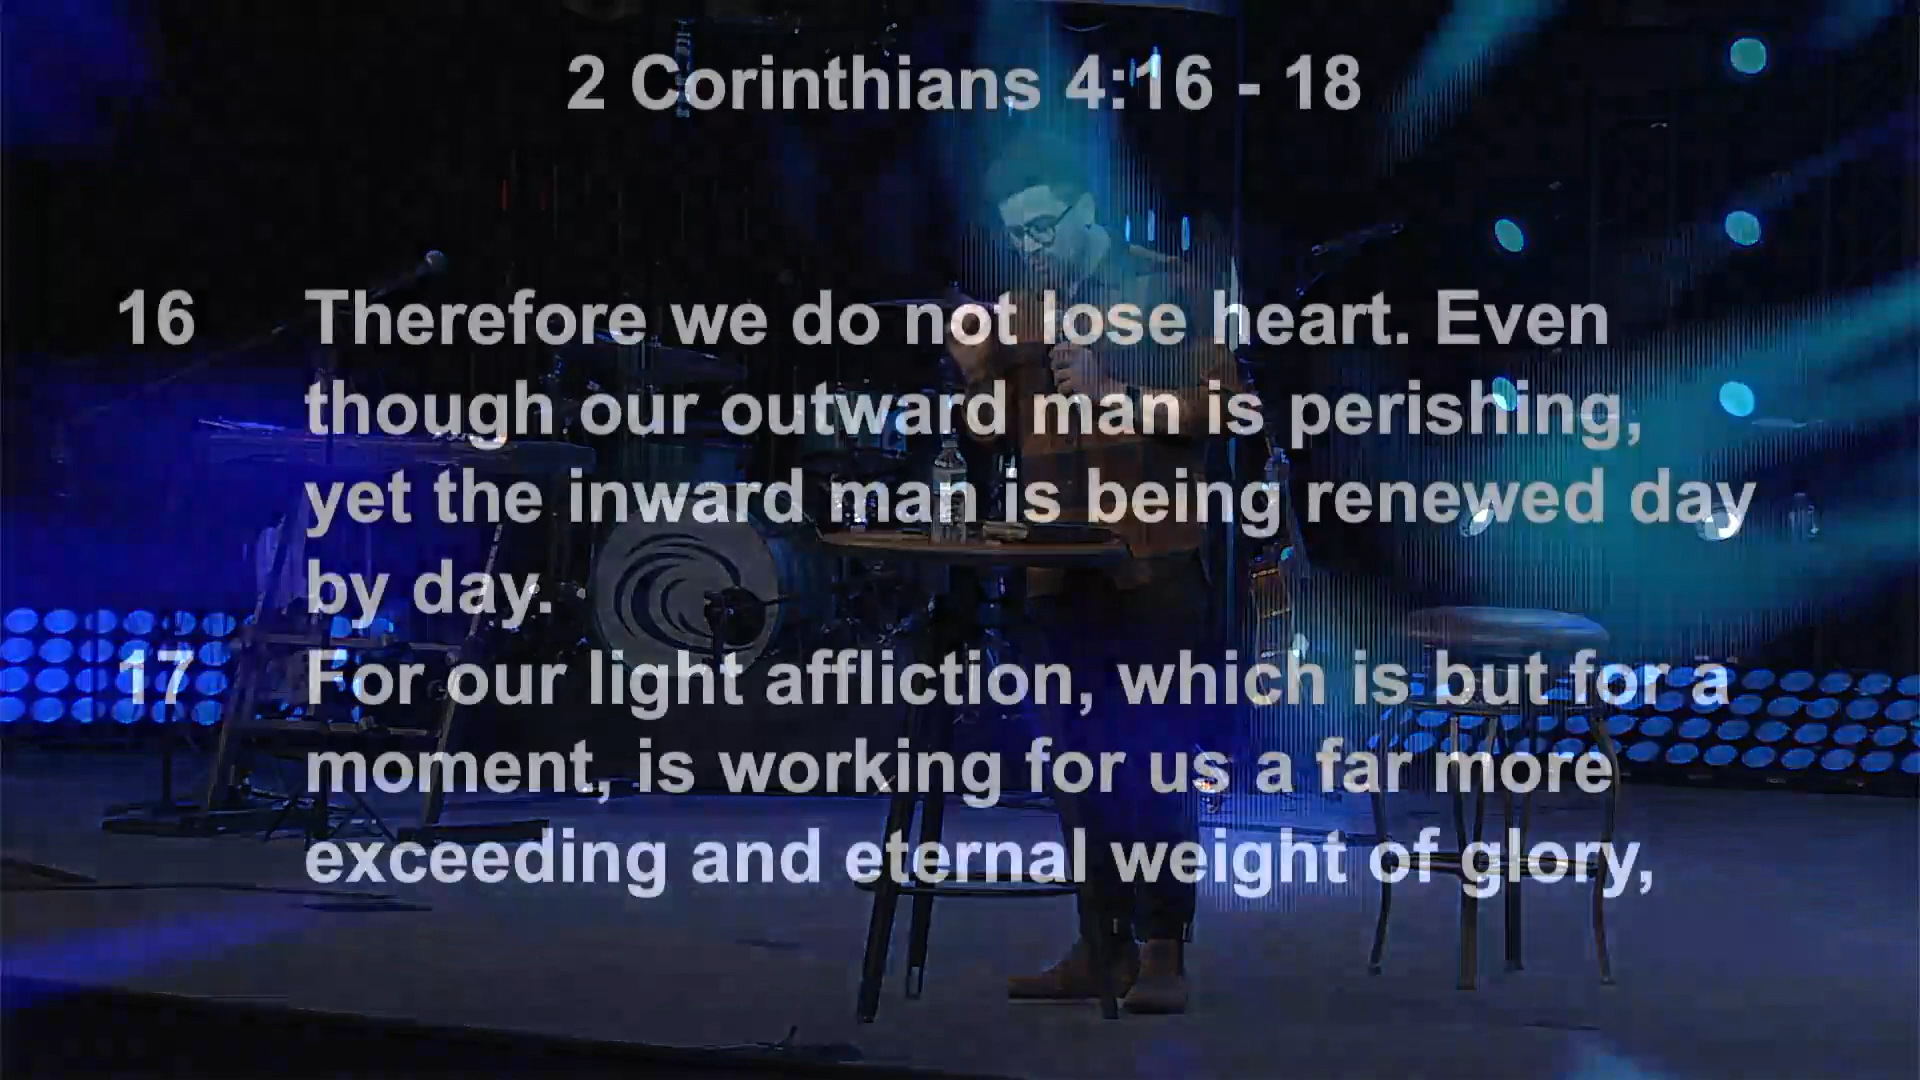 2 Corinthians 4:16 - 18
16 Therefore we do not lose heart. Even
though our outward man is perishing,
yet the inward man is being renewed day
by day.
17 For our light affliction, which is but for a
moment, is working for us a far more
exceeding and eternal weight of glory,